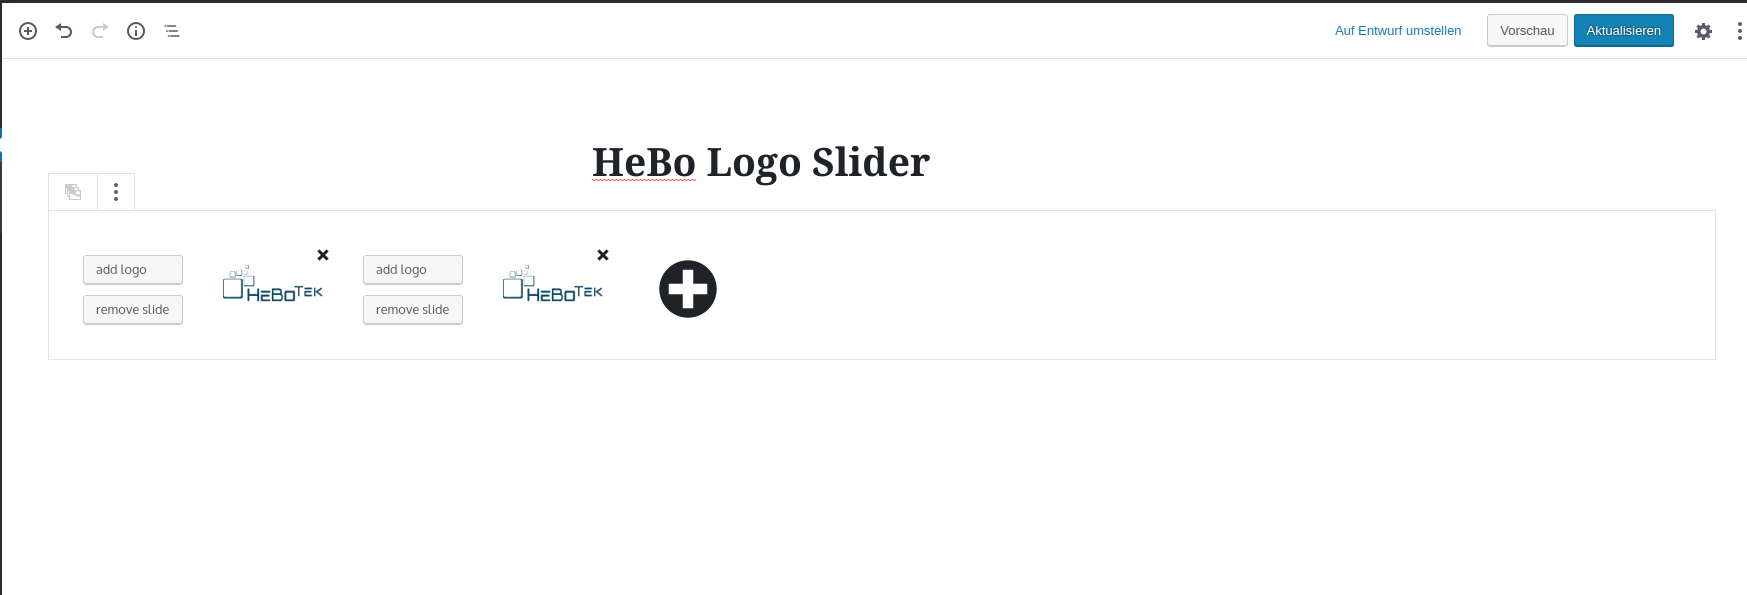 Auf Entwurf umstellen Vorschau Aktualisieren
HeBo Logo Slider
add logo
remove slide
HEBOTEK
add logo
remove slide
HEBOTEK